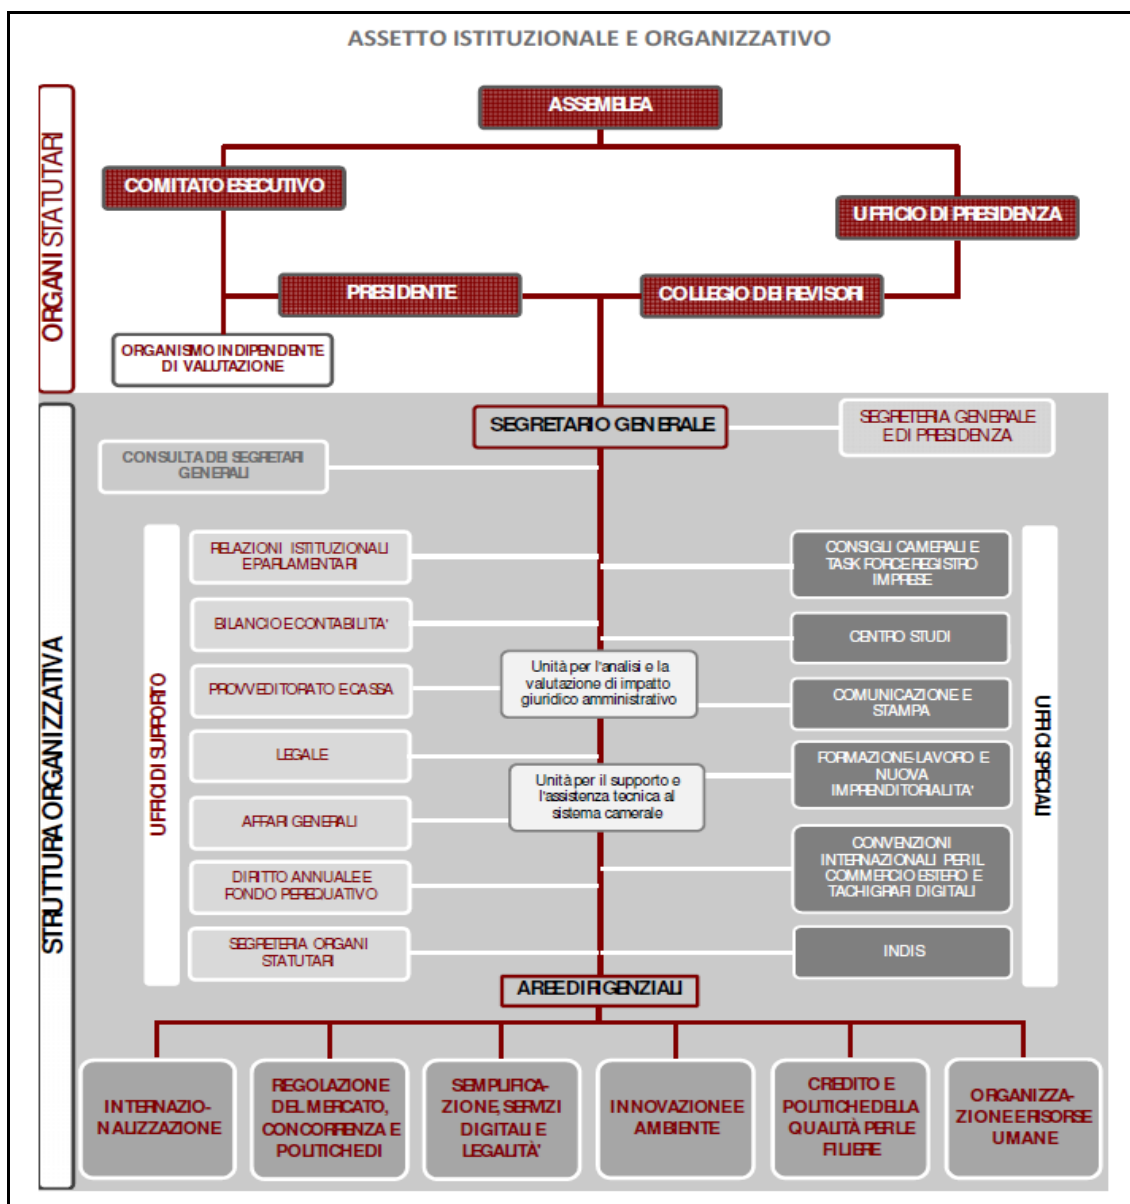 ASSETTO ISTITUZIONALE E ORGANIZZATIVO
ORGANI STATUTARI
ASSEMBLEA
COMITATO ESECUTIVO
UFFICIO DI PRESIDENZA
PRESIDENTE
COLLEGIO DEI REVISORI
ORGANISMO INDIPENDENTE
DI VALUTAZIONE
STRUTTURA ORGANIZZATIVA
SEGRETARIO GENERALE
SEGRETERIA GENERALE
E DI PRESIDENZA
CONSULTA DEI SEGRETARI
GENERALI
UFFICI DI SUPPORTO
RELAZIONI ISTITUZIONALI
E PARLAMENTARI
BILANCIO E CONTABILITA'
PROVVEDITORATO E CASSA
LEGALE
AFFARI GENERALI
DIRITTO ANNUALE E
FONDO PEREQUATIVO
SEGRETERIA ORGANI
STATUTARI
Unità per l'analisi e la
valutazione di impatto
giuridico amministrativo
Unità per il supporto e
l'assistenza tecnica al
sistema camerale
UFFICI SPECIALI
CONSIGLI CAMERALI E
TASK FORCE REGISTRO
IMPRESE
CENTRO STUDI
COMUNICAZIONE E
STAMPA
FORMAZIONE-LAVORO E
NUOVA
IMPRENDITORIALITA'
CONVENZIONI
INTERNAZIONALI PER IL
COMMERCIO ESTERO E
TACHIGRAFI DIGITALI
INDIS
AREE DIRIGENZIALI
INTERNAZIO-
NALIZZAZIONE
REGOLAZIONE
DEL MERCATO,
CONCORRENZA E
POLITICHE DI
SEMPLIFICA-
ZIONE, SERVIZI
DIGITALI E
LEGALITÀ'
INNOVAZIONE E
AMBIENTE
CREDITO E
POLITICHE DELLA
QUALITÀ PER LE
FILIERE
ORGANIZZA-
ZIONE E RISORSE
UMANE